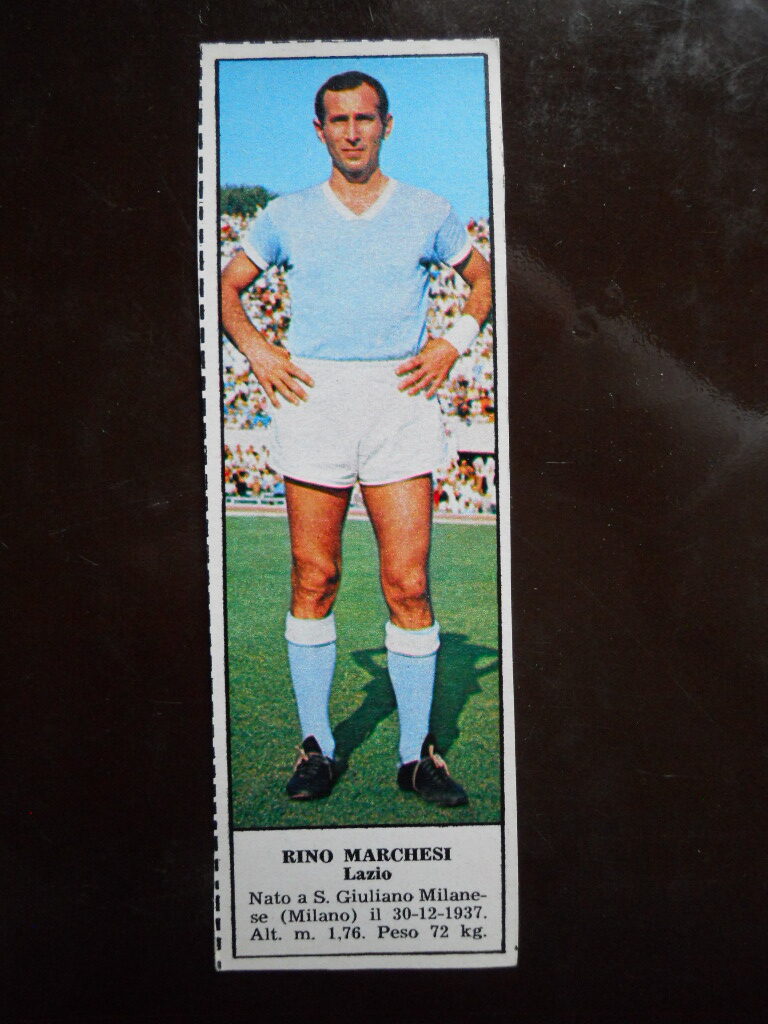 RINO MARCHESI
Lazio
Nato a S. Giuliano Milane-
se (Milano) il 30-12-1937.
Alt. m. 1,76. Peso 72 kg.